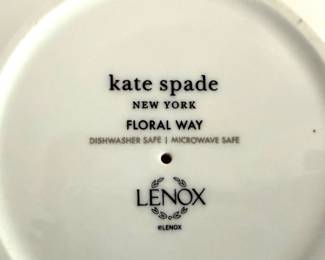 kate spade
NEW YORK
FLORAL WAY
DISHWASHER SAFE | MICROWAVE SAFE
LENOX
©LENOX